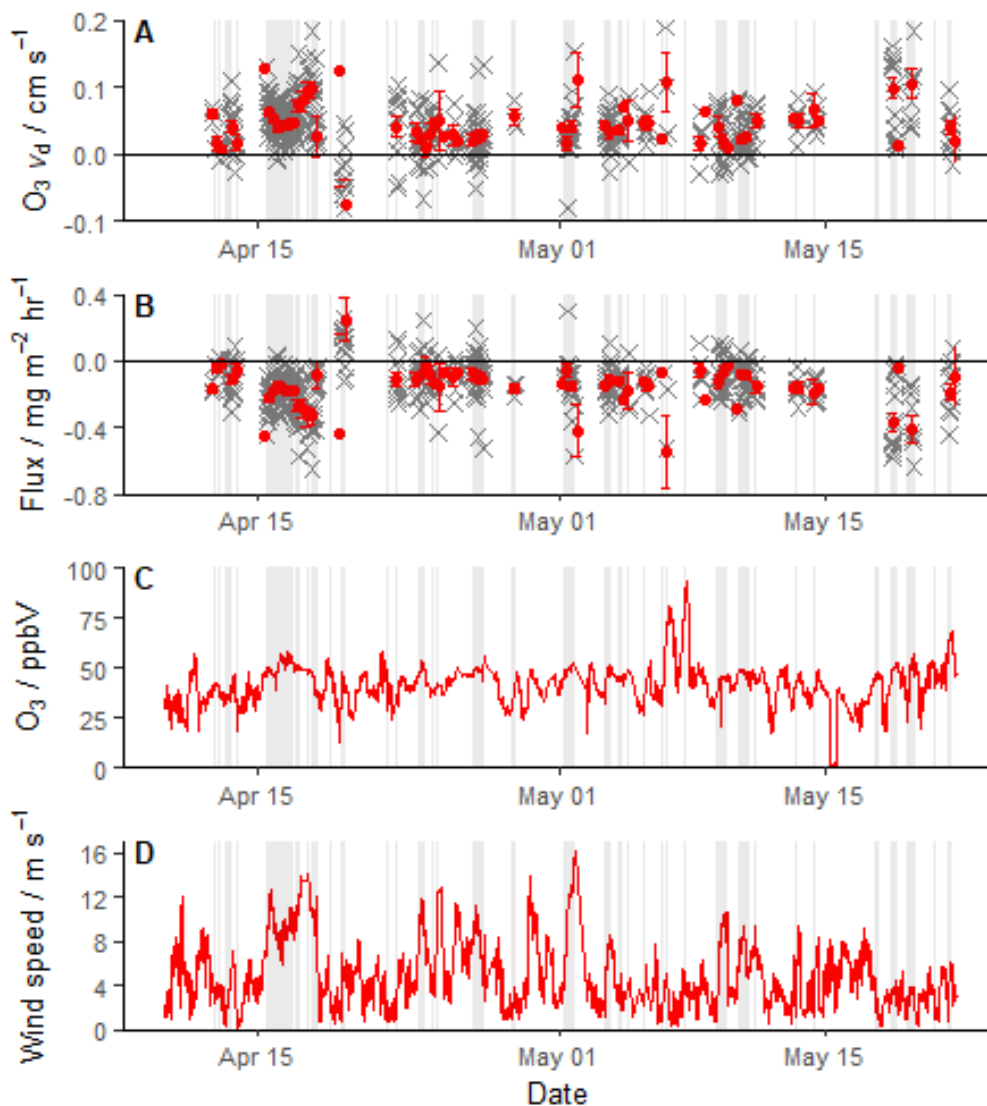 A
O₃ vd / cm s⁻¹
0.2
0.1
0.0
-0.1
Apr 15
May 01
May 15
B
Flux / mg m⁻² hr⁻¹
0.4
0.0
-0.4
-0.8
Apr 15
May 01
May 15
C
O₃ / ppbV
100
75
50
25
0
Apr 15
May 01
May 15
D
Wind speed / m s⁻¹
16
12
8
4
0
Apr 15
May 01
May 15
Date